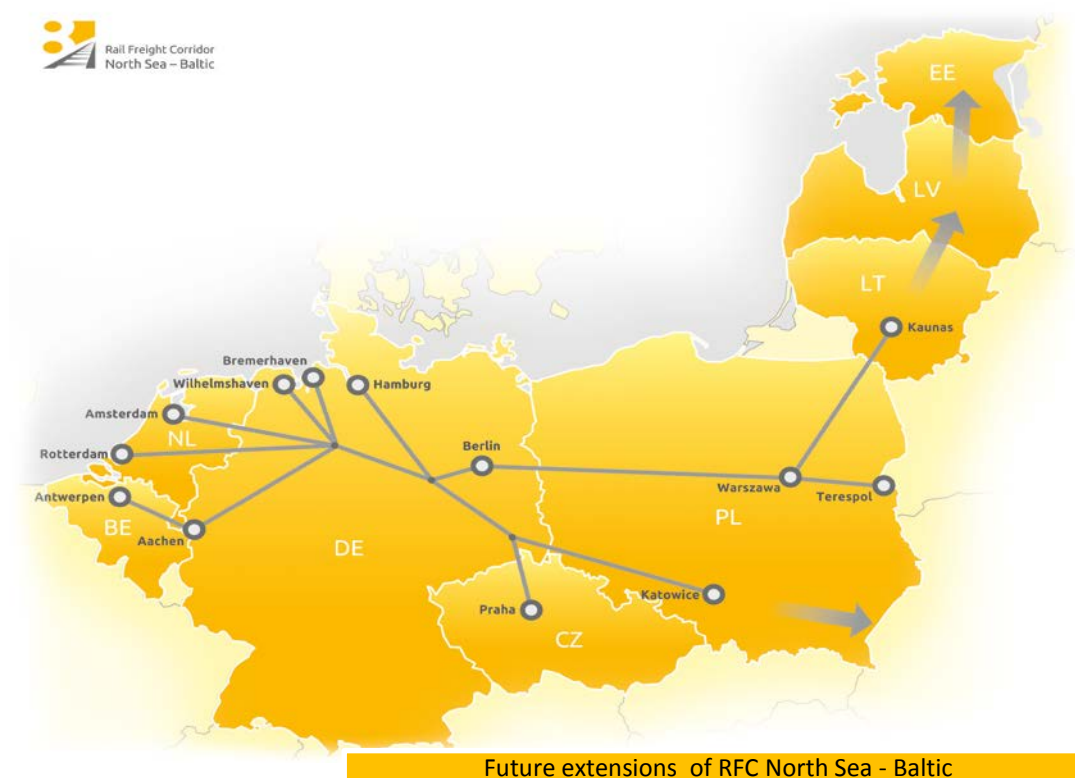 Rail Freight Corridor
North Sea – Baltic
EE
LV
LT
Kaunas
Bremerhaven
Wilhelmshaven
Hamburg
Amsterdam
NL
Rotterdam
Berlin
Antwerpen
Warszawa
Terespol
BE
Aachen
PL
DE
Katowice
Praha
CZ
Future extensions of RFC North Sea - Baltic